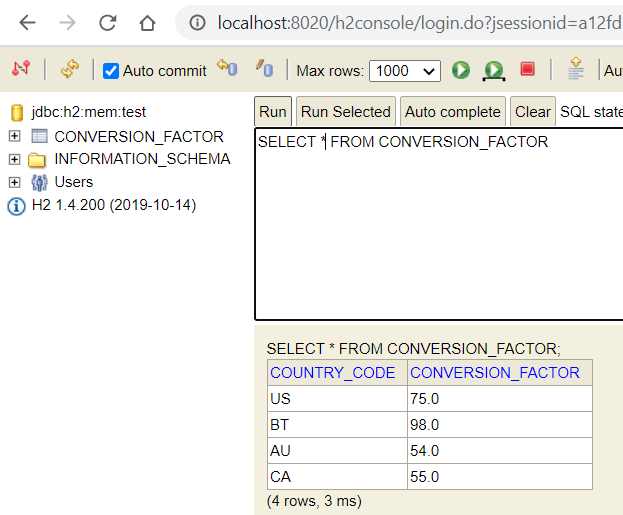 localhost:8020/h2console/login.do?jsessionid=a12fd
Auto commit Max rows: 1000 Au
jdbc:h2:mem:test
CONVERSION_FACTOR
INFORMATION_SCHEMA
Users
H2 1.4.200 (2019-10-14)
Run Run Selected Auto complete Clear SQL state
SELECT * FROM CONVERSION_FACTOR
SELECT * FROM CONVERSION_FACTOR;
COUNTRY_CODE CONVERSION_FACTOR
US 75.0
BT 98.0
AU 54.0
CA 55.0
(4 rows, 3 ms)